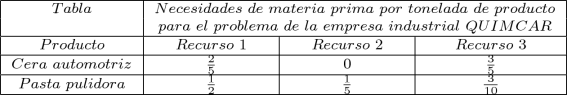 Tabla Necesidades de materia prima por tonelada de producto
para el problema de la empresa industrial QUIMCAR
Producto Recurso 1 Recurso 2 Recurso 3
Cera automotriz 2/5 0 3/5
Pasta pulidora 1/2 1/5 3/10